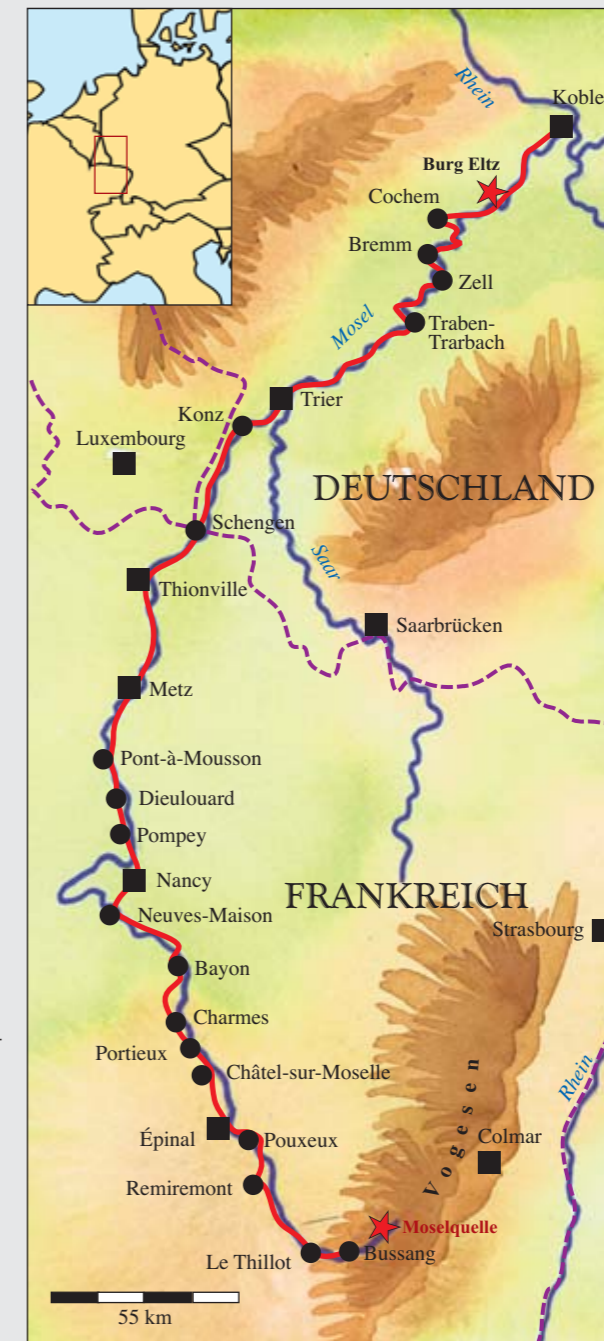 Rhein
Koble
Burg Eltz
Cochem
Bremm
Zell
Mosel
Traben-
Trarbach
Trier
Konz
Luxembourg
DEUTSCHLAND
Schengen
Saar
Thionville
Saarbrücken
Metz
Pont-à-Mousson
Dieulouard
Pompey
Nancy
FRANKREICH
Neuves-Maison
Strasbourg
Bayon
Charmes
Portieux
Châtel-sur-Moselle
Rhein
Vogesen
Épinal
Pouxeux
Colmar
Remiremont
Moselquelle
Le Thillot
Bussang
55 km